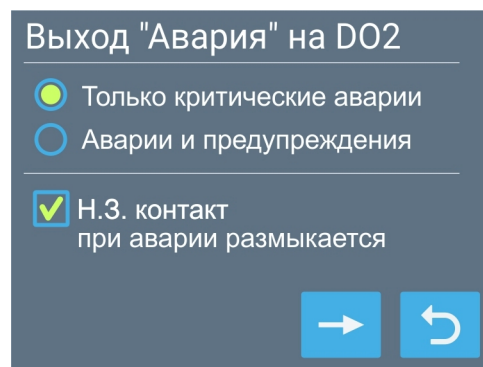 Выход "Авария" на DO2
Только критические аварии
Аварии и предупреждения
Н.З. контакт
при аварии размыкается